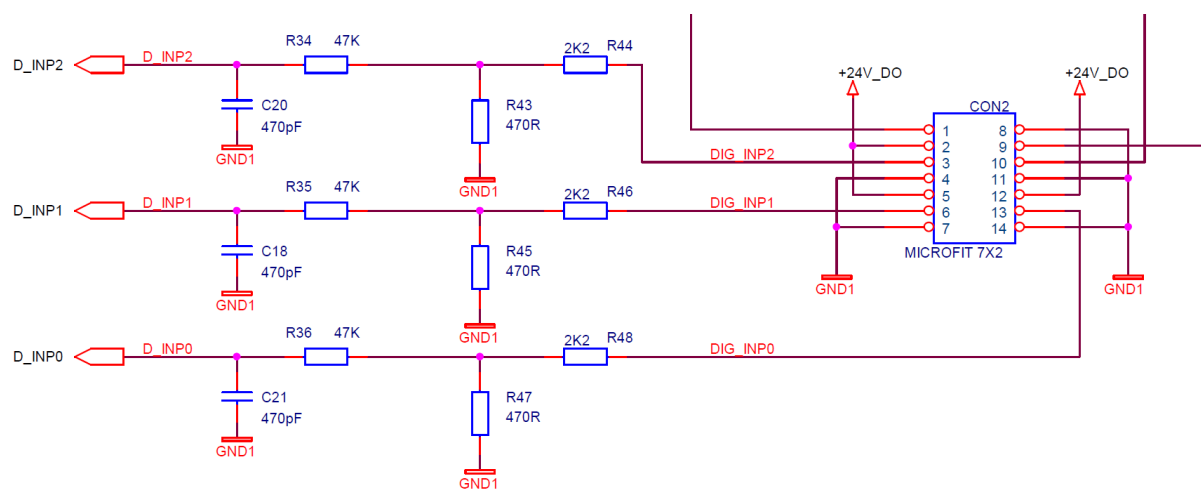 R34 47K
2K2 R44
D_INP2
D_INP2
+24V_DO
+24V_DO
C20
470pF
R43
470R
CON2
GND1
GND1
1 8
2 9
3 10
4 11
5 12
6 13
7 14
DIG_INP2
R35 47K
2K2 R46
D_INP1
D_INP1
DIG_INP1
C18
470pF
R45
470R
MICROFIT 7X2
GND1
GND1
GND1
GND1
R36 47K
2K2 R48
D_INP0
D_INP0
DIG_INP0
C21
470pF
R47
470R
GND1
GND1